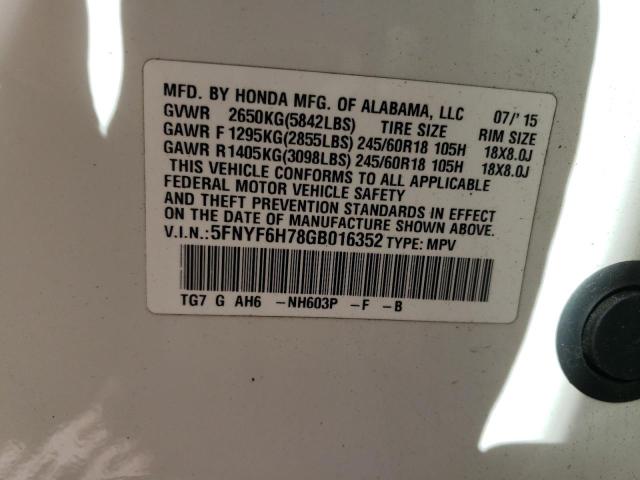 MFD. BY HONDA MFG. OF ALABAMA, LLC 07/'15
GVWR 2650KG(5842LBS) TIRE SIZE RIM SIZE
GAWR F 1295KG(2855LBS) 245/60R18 105H 18X8.0J
GAWR R1405KG(3098LBS) 245/60R18 105H 18X8.0J
THIS VEHICLE CONFORMS TO ALL APPLICABLE
FEDERAL MOTOR VEHICLE SAFETY
AND THEFT PREVENTION STANDARDS IN EFFECT
ON THE DATE OF MANUFACTURE SHOWN ABOVE.
V.I.N.:5FNYF6H78GB016352 TYPE: MPV
TG7 G AH6 -NH603P -F -B